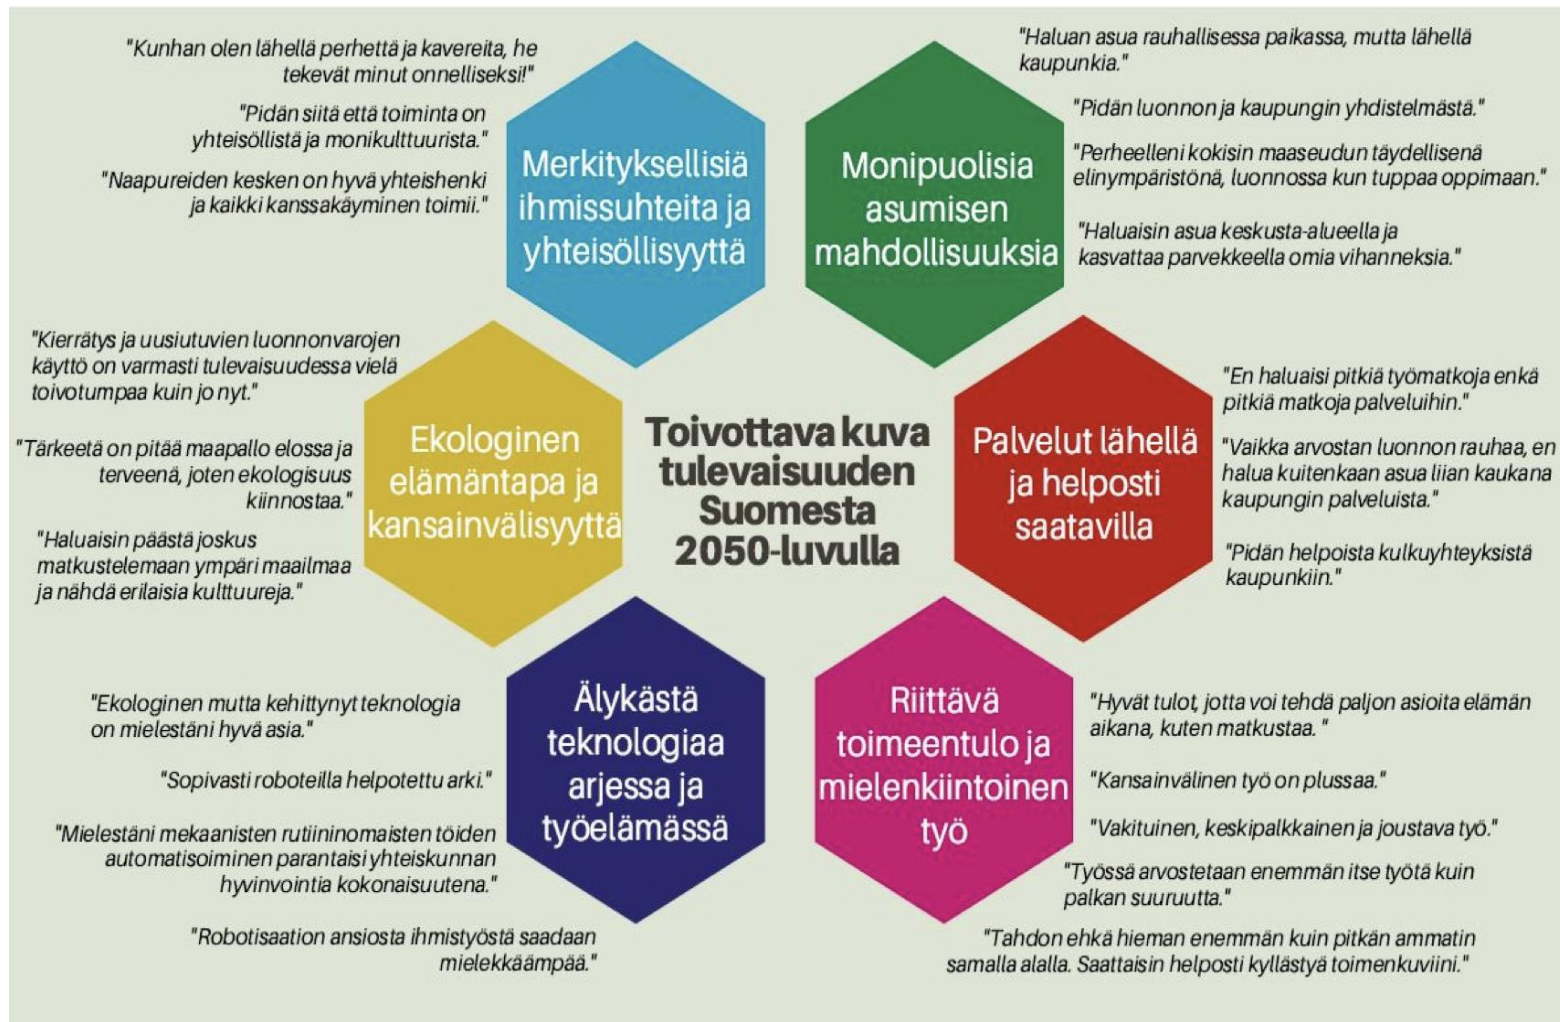 "Kunhan olen lähellä perhettä ja kavereita, he
tekevät minut onnelliseksi!"
"Pidän siitä että toiminta on
yhteisöllistä ja monikulttuurista."
"Naapureiden kesken on hyvä yhteishenki
ja kaikki kanssakäyminen toimii."
Merkityksellisiä
ihmissuhteita ja
yhteisöllisyyttä
Monipuolisia
asumisen
mahdollisuuksia
"Haluan asua rauhallisessa paikassa, mutta lähellä
kaupunkia."
"Pidän luonnon ja kaupungin yhdistelmästä."
"Perheelleni kokisin maaseudun täydellisenä
elinympäristönä, luonnossa kun tuppaa oppimaan."
"Haluaisin asua keskusta-alueella ja
kasvattaa parvekkeella omia vihanneksia."
"Kierrätys ja uusiutuvien luonnonvarojen
käyttö on varmasti tulevaisuudessa vielä
toivotumpaa kuin jo nyt."
"Tärkeetä on pitää maapallo elossa ja
terveenä, joten ekologisuus
kiinnostaa."
"Haluaisin päästä joskus
matkustelemaan ympäri maailmaa
ja nähdä erilaisia kulttuureja."
Ekologinen
elämäntapa ja
kansainvälisyyttä
Toivottava kuva
tulevaisuuden
Suomesta
2050-luvulla
Palvelut lähellä
ja helposti
saatavilla
"En haluaisi pitkiä työmatkoja enkä
pitkiä matkoja palveluihin."
"Vaikka arvostan luonnon rauhaa, en
halua kuitenkaan asua liian kaukana
kaupungin palveluista."
"Pidän helpoista kulkuyhteyksistä
kaupunkiin."
"Ekologinen mutta kehittynyt teknologia
on mielestäni hyvä asia."
"Sopivasti roboteilla helpotettu arki."
"Mielestäni mekaanisten rutiininomaisten töiden
automatisoiminen parantaisi yhteiskunnan
hyvinvointia kokonaisuutena."
"Robotisaation ansiosta ihmistyöstä saadaan
mielekkäämpää."
Älykästä
teknologiaa
arjessa ja
työelämässä
Riittävä
toimeentulo ja
mielenkiintoinen
työ
"Hyvät tulot, jotta voi tehdä paljon asioita elämän
aikana, kuten matkustaa. "
"Kansainvälinen työ on plussaa."
"Vakituinen, keskipalkkainen ja joustava työ."
"Työssä arvostetaan enemmän itse työtä kuin
palkan suuruutta."
"Tahdon ehkä hieman enemmän kuin pitkän ammatin
samalla alalla. Saattaisin helposti kyllästyä toimenkuviini."